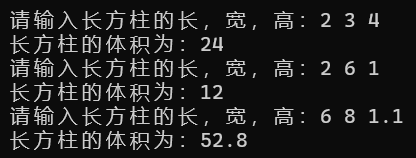 请输入长方柱的长，宽，高：2 3 4
长方柱的体积为：24
请输入长方柱的长，宽，高：2 6 1
长方柱的体积为：12
请输入长方柱的长，宽，高：6 8 1.1
长方柱的体积为：52.8